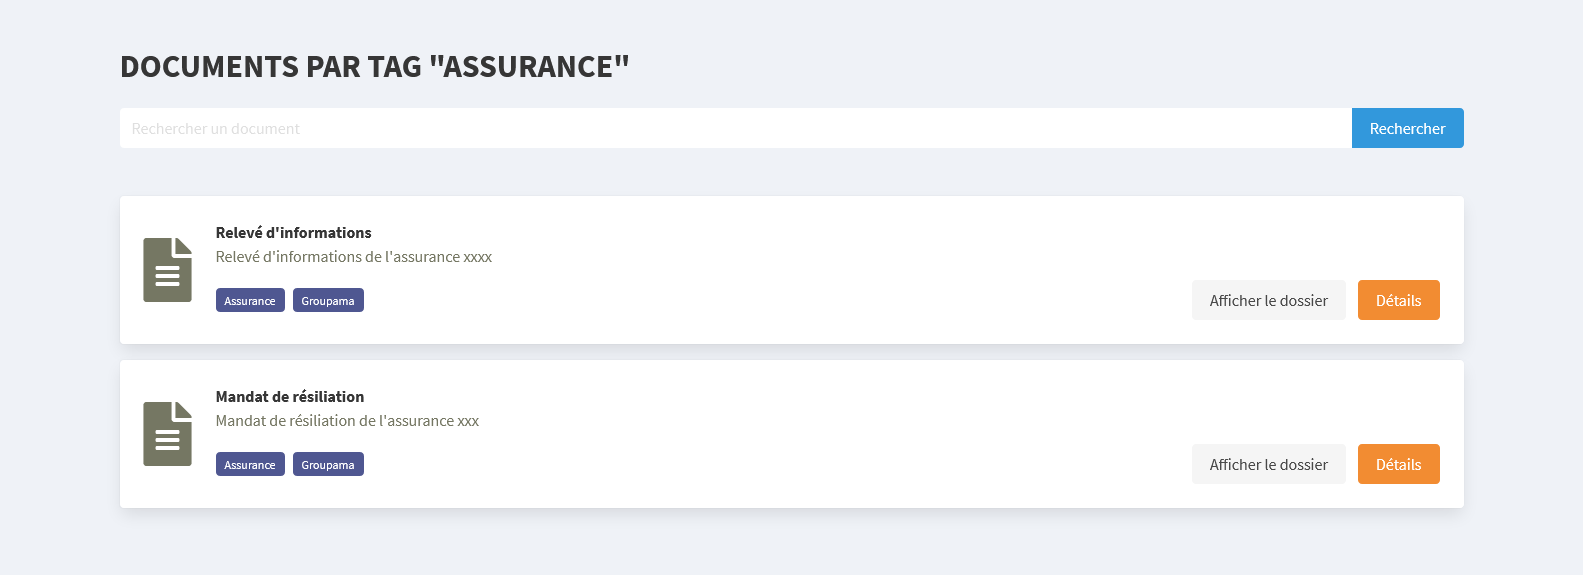 DOCUMENTS PAR TAG "ASSURANCE"
Rechercher un document
Rechercher
Relevé d'informations
Relevé d'informations de l'assurance xxxx
Assurance
Groupama
Afficher le dossier
Détails
Mandat de résiliation
Mandat de résiliation de l'assurance xxx
Assurance
Groupama
Afficher le dossier
Détails